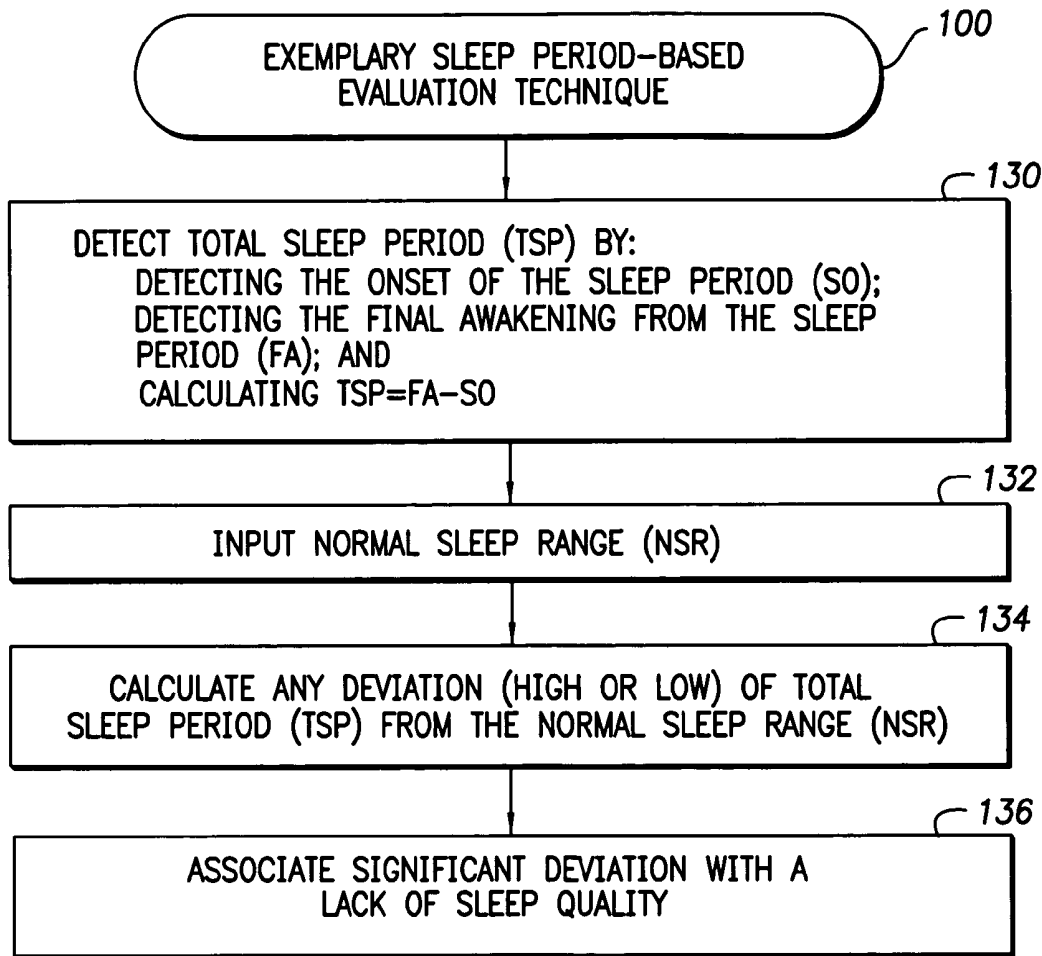 100
EXEMPLARY SLEEP PERIOD-BASED
EVALUATION TECHNIQUE
130
DETECT TOTAL SLEEP PERIOD (TSP) BY:
DETECTING THE ONSET OF THE SLEEP PERIOD (SO);
DETECTING THE FINAL AWAKENING FROM THE SLEEP
PERIOD (FA); AND
CALCULATING TSP=FA-SO
132
INPUT NORMAL SLEEP RANGE (NSR)
134
CALCULATE ANY DEVIATION (HIGH OR LOW) OF TOTAL
SLEEP PERIOD (TSP) FROM THE NORMAL SLEEP RANGE (NSR)
136
ASSOCIATE SIGNIFICANT DEVIATION WITH A
LACK OF SLEEP QUALITY